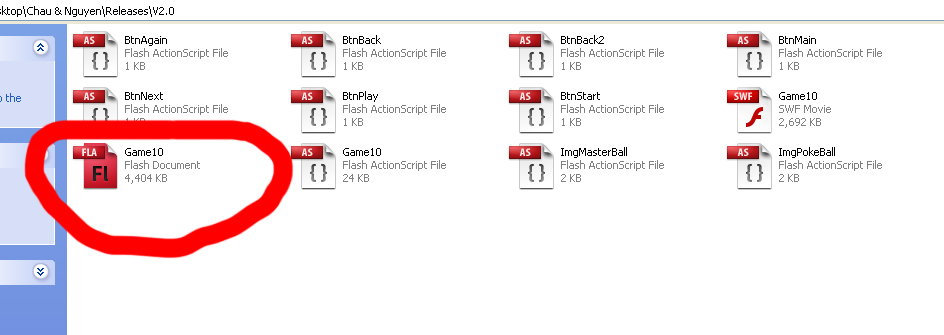 sktop\Chau & Nguyen\Releases\V2.0
AS BtnAgain
Flash ActionScript File
1 KB
AS BtnBack
Flash ActionScript File
1 KB
AS BtnBack2
Flash ActionScript File
1 KB
AS BtnMain
Flash ActionScript File
1 KB
o the
AS BtnNext
Flash ActionScript File
1 KB
AS BtnPlay
Flash ActionScript File
1 KB
AS BtnStart
Flash ActionScript File
1 KB
SWF Game10
SWF Movie
2,692 KB
FLA Game10
Fl Flash Document
4,404 KB
AS Game10
Flash ActionScript File
24 KB
AS ImgMasterBall
Flash ActionScript File
2 KB
AS ImgPokeBall
Flash ActionScript File
2 KB